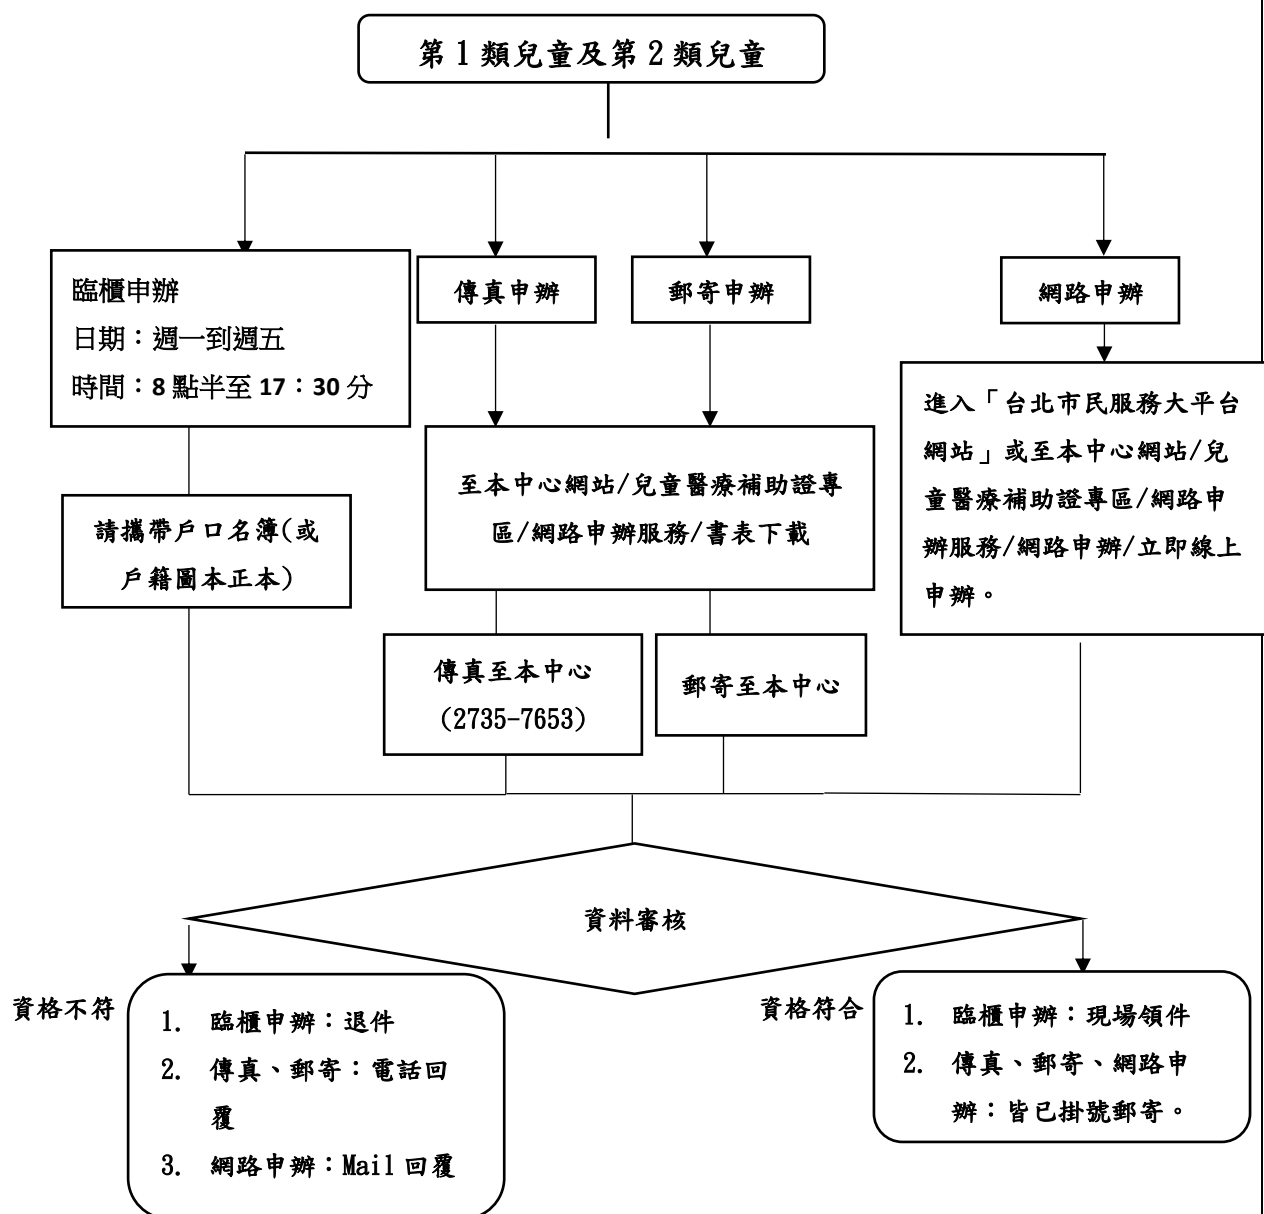 第1類兒童及第2類兒童
臨櫃申辦
日期：週一到週五
時間：8 點半至 17：30 分
傳真申辦
郵寄申辦
網路申辦
請攜帶戶口名簿(或
戶籍圖本正本)
至本中心網站/兒童醫療補助證專
區/網路申辦服務/書表下載
進入「台北市民服務大平台
網站」或至本中心網站/兒
童醫療補助證專區/網路申
辦服務/網路申辦/立即線上
申辦。
傳真至本中心
(2735-7653)
郵寄至本中心
資料審核
資格不符
1. 臨櫃申辦：退件
2. 傳真、郵寄：電話回
覆
3. 網路申辦：Mail 回覆
資格符合
1. 臨櫃申辦：現場領件
2. 傳真、郵寄、網路申
辦：皆已掛號郵寄。